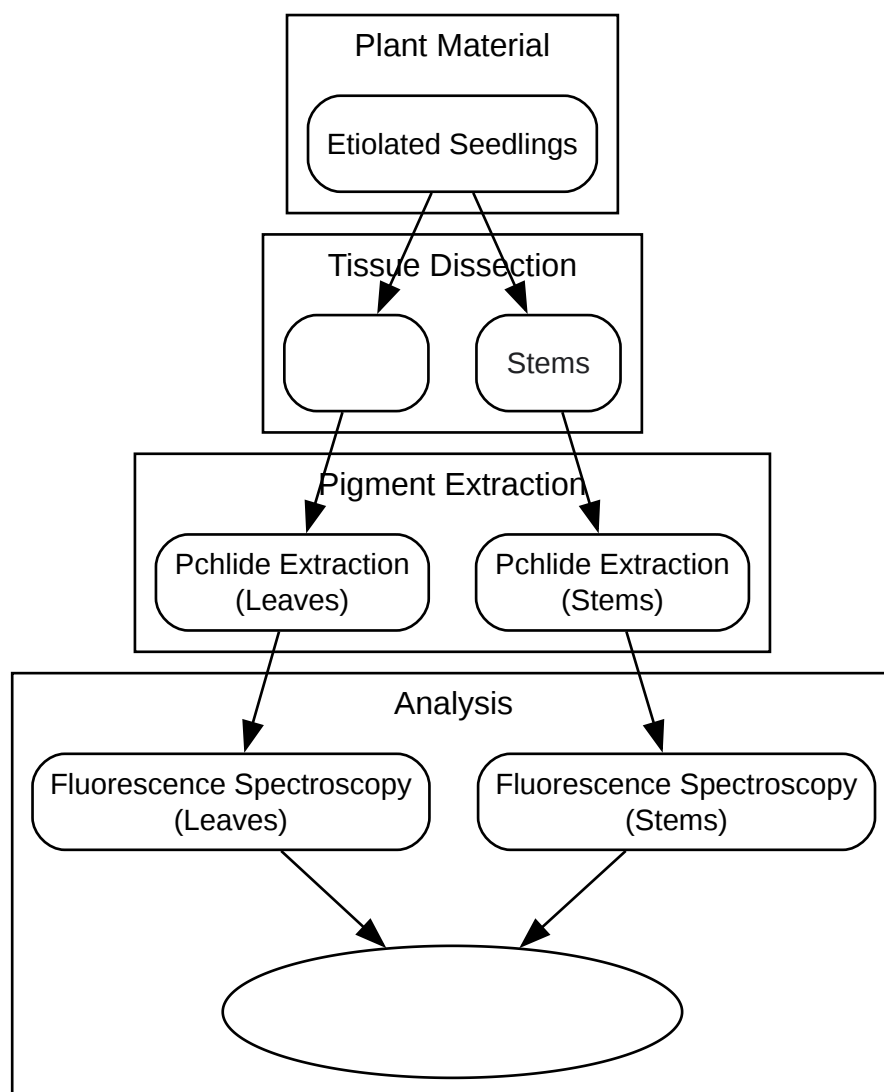 Plant Material
Etiolated Seedlings
Tissue Dissection
Stems
Pigment Extraction
Pchlide Extraction
(Leaves)
Pchlide Extraction
(Stems)
Analysis
Fluorescence Spectroscopy
(Leaves)
Fluorescence Spectroscopy
(Stems)